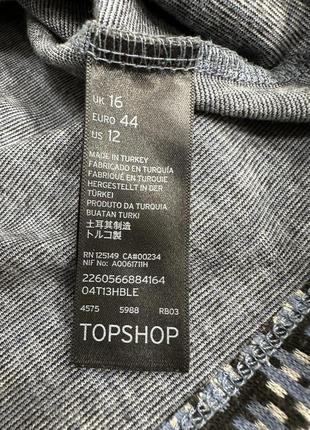 UK 16
EURO 44
US 12
MADE IN TURKEY
FABRICADO EN TURQUÍA
FABRIQUÉ EN TURQUIE
HERGESTELLT IN DER
TÜRKEI
PRODUTO DA TURQUIA
BUATAN TURKI
土耳其制造
トルコ製
RN 125149 CA#00234
NIF No: A0061711H
2260566884164
04T13HBLE
4575 5988 RB03
TOPSHOP